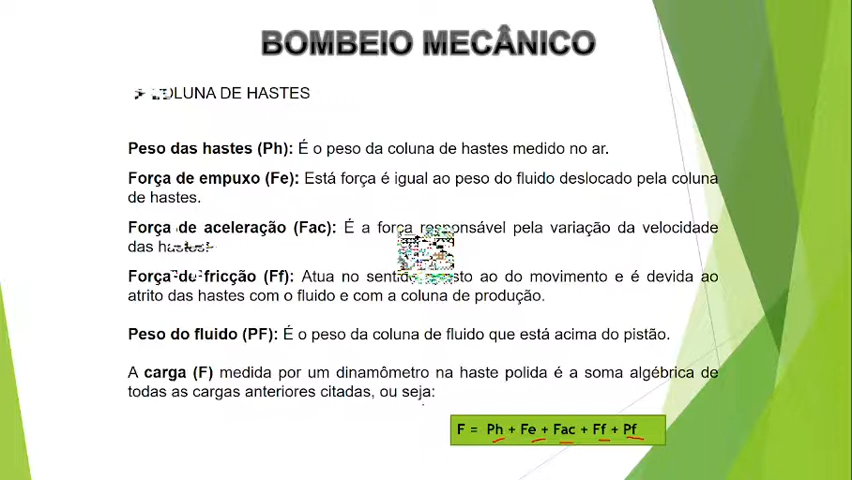 BOMBEIO MECÂNICO
COLUNA DE HASTES
Peso das hastes (Ph): É o peso da coluna de hastes medido no ar.
Força de empuxo (Fe): Está força é igual ao peso do fluido deslocado pela coluna
de hastes.
Força de aceleração (Fac): É a força responsável pela variação da velocidade
das hastes.
Força de fricção (Ff): Atua no sentido ao do movimento e é devida ao
atrito das hastes com o fluido e com a coluna de produção.
Peso do fluido (PF): É o peso da coluna de fluido que está acima do pistão.
A carga (F) medida por um dinamômetro na haste polida é a soma algébrica de
todas as cargas anteriores citadas, ou seja:
F = Ph + Fe + Fac + Ff + Pf